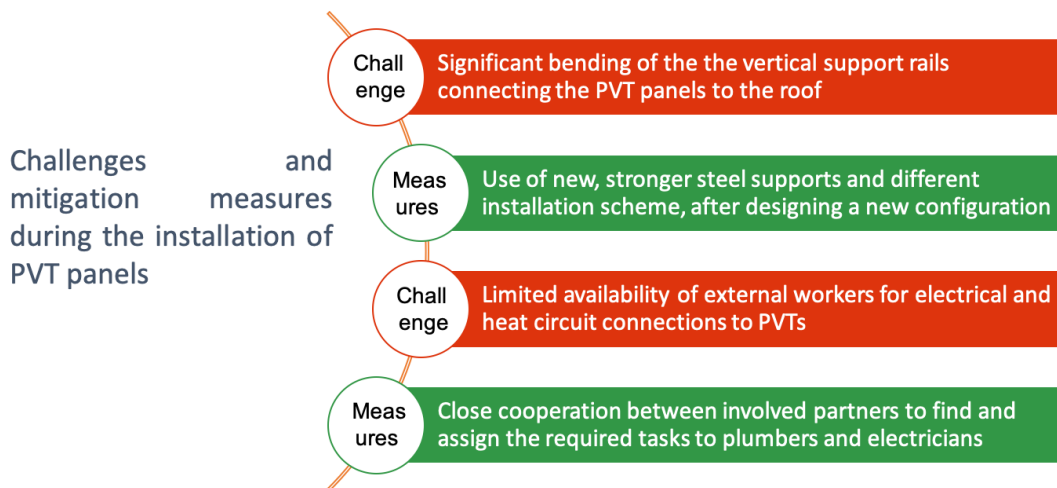 Challenges and
mitigation measures
during the installation of
PVT panels
Chall
enge
Significant bending of the the vertical support rails
connecting the PVT panels to the roof
Meas
ures
Use of new, stronger steel supports and different
installation scheme, after designing a new configuration
Chall
enge
Limited availability of external workers for electrical and
heat circuit connections to PVTs
Meas
ures
Close cooperation between involved partners to find and
assign the required tasks to plumbers and electricians